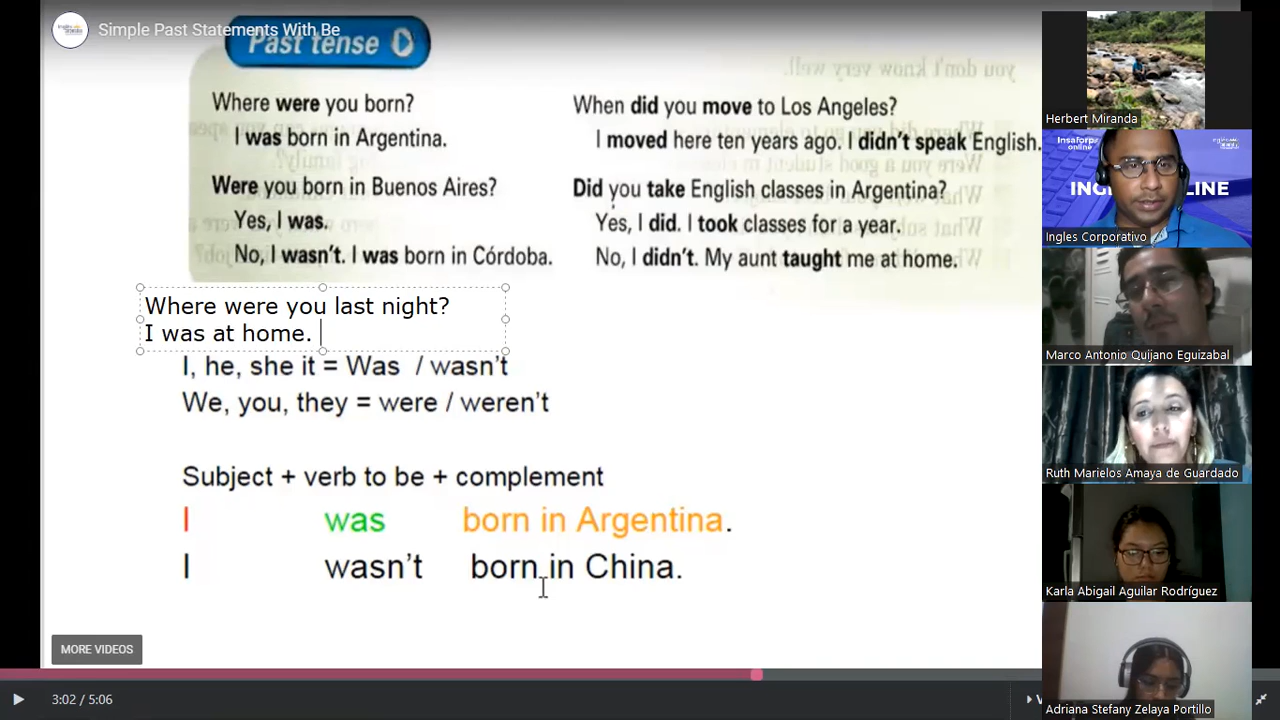 Simple Past Statements With Be
Past tense
Where were you born?
I was born in Argentina.
Were you born in Buenos Aires?
Yes, I was.
No, I wasn't. I was born in Córdoba.
When did you move to Los Angeles?
I moved here ten years ago. I didn't speak English.
Did you take English classes in Argentina?
Yes, I did. I took classes for a year.
No, I didn't. My aunt taught me at home.
Where were you last night?
I was at home.
I, he, she it = Was / wasn't
We, you, they = were / weren't
Subject + verb to be + complement
I was born in Argentina.
I wasn't born in China.
MORE VIDEOS
3:02 / 5:06
Herbert Miranda
Insaforp
online
ING LINE
Ingles Corporativo
Marco Antonio Quijano Eguizabal
Ruth Marielos Amaya de Guardado
Karla Abigail Aguilar Rodríguez
Adriana Stefany Zelaya Portillo